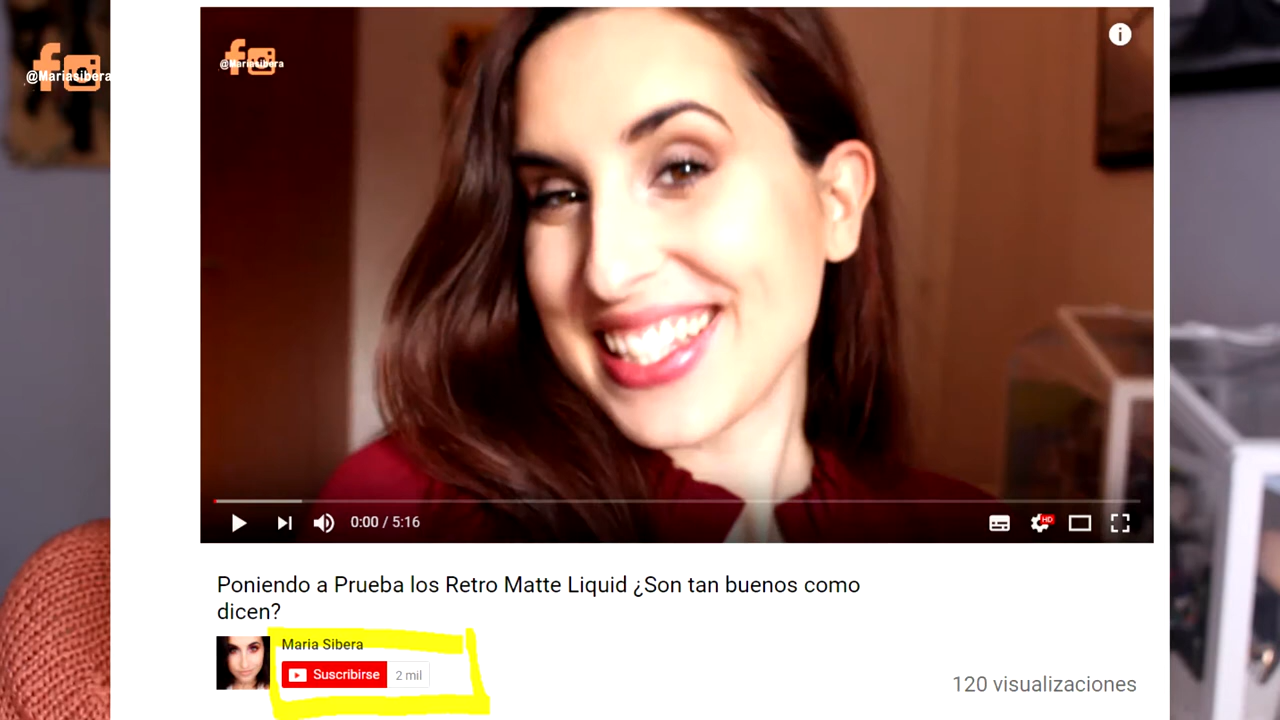 @Mariasibera
@Mariasibera
0:00 / 5:16
HD
Poniendo a Prueba los Retro Matte Liquid ¿Son tan buenos como
dicen?
Maria Sibera
Suscribirse 2 mil
120 visualizaciones